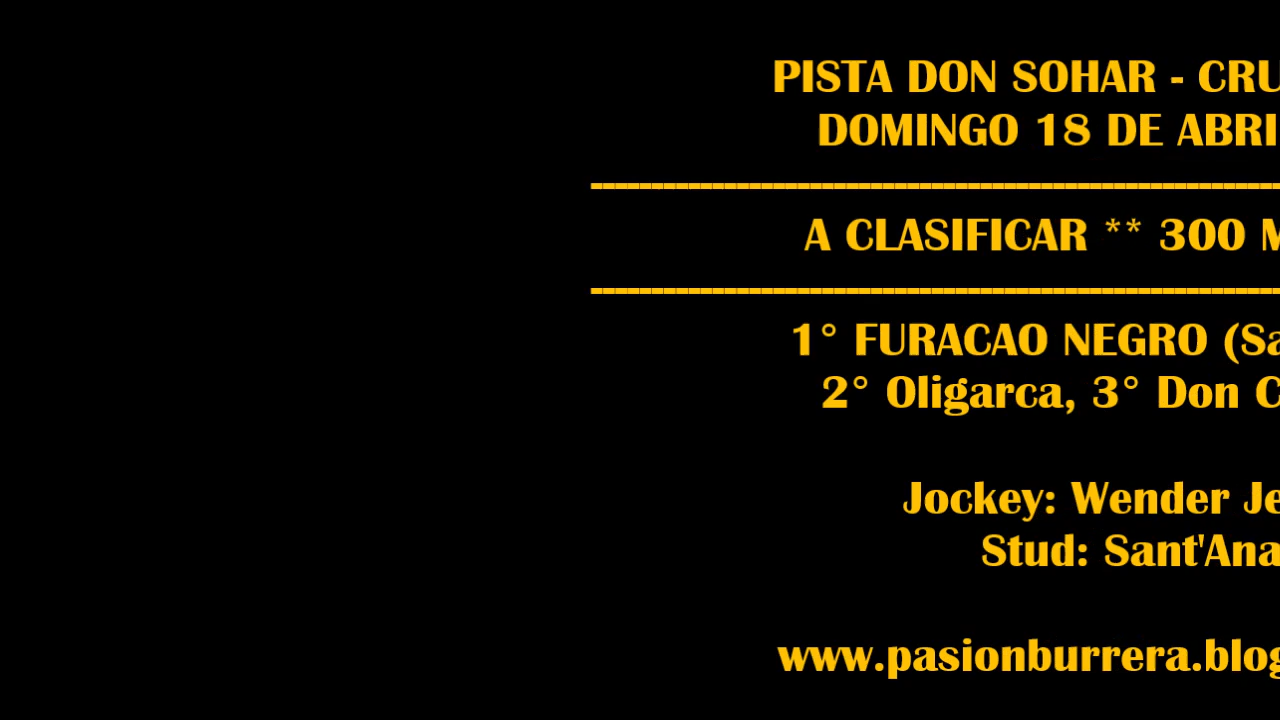 PISTA DON SOHAR - CRU
DOMINGO 18 DE ABRI
A CLASIFICAR ** 300 M
1° FURACAO NEGRO (Sa
2° Oligarca, 3° Don C
Jockey: Wender Je
Stud: Sant'Ana
www.pasionburrera.blog